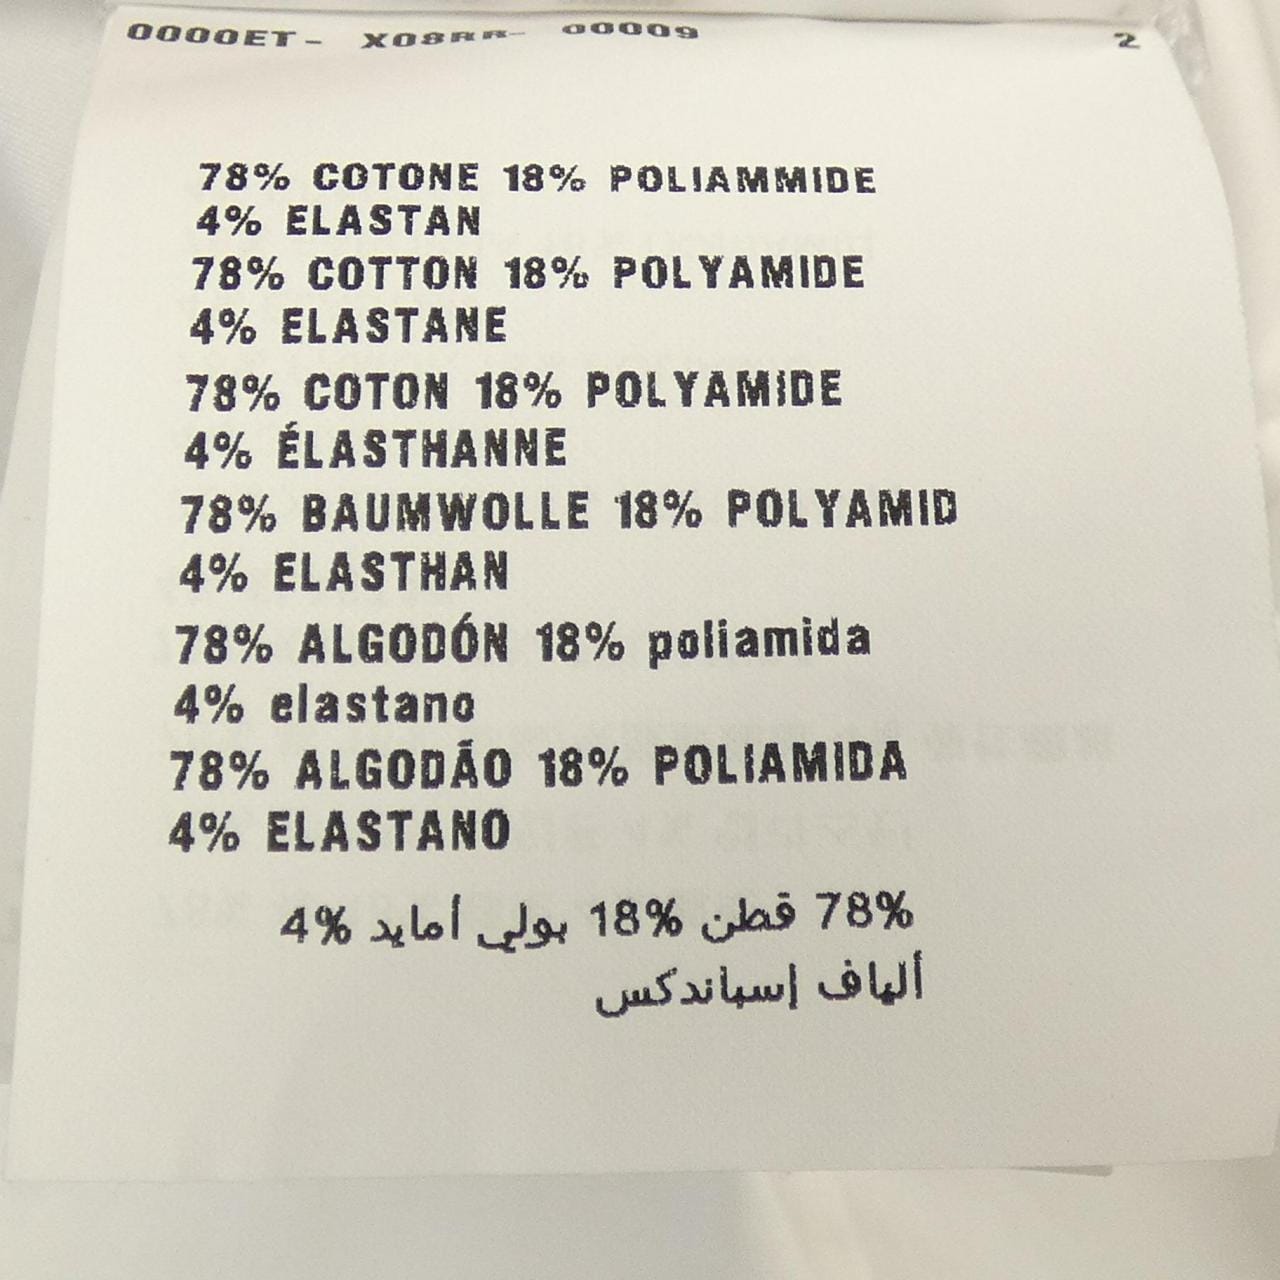 0000ET- X08RR- 00009 2
78% COTONE 18% POLIAMMIDE
4% ELASTAN
78% COTTON 18% POLYAMIDE
4% ELASTANE
78% COTON 18% POLYAMIDE
4% ÉLASTHANNE
78% BAUMWOLLE 18% POLYAMID
4% ELASTHAN
78% ALGODÓN 18% poliamida
4% elastano
78% ALGODÃO 18% POLIAMIDA
4% ELASTANO
78% قطن 18% بولي أمايد 4%
ألياف إسباندكس